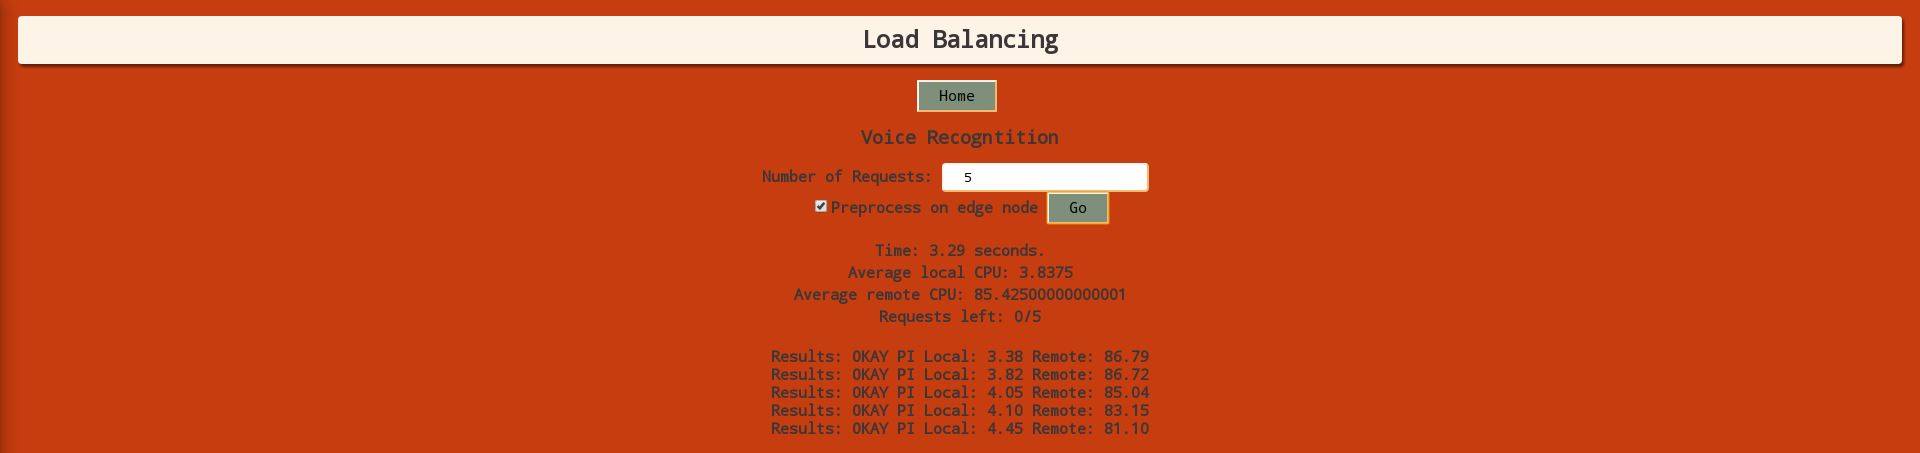 Load Balancing
Home
Voice Recogntition
Number of Requests: 5
Preprocess on edge node Go
Time: 3.29 seconds.
Average local CPU: 3.8375
Average remote CPU: 85.42500000000001
Requests left: 0/5
Results: OKAY PI Local: 3.38 Remote: 86.79
Results: OKAY PI Local: 3.82 Remote: 86.72
Results: OKAY PI Local: 4.05 Remote: 85.04
Results: OKAY PI Local: 4.10 Remote: 83.15
Results: OKAY PI Local: 4.45 Remote: 81.10